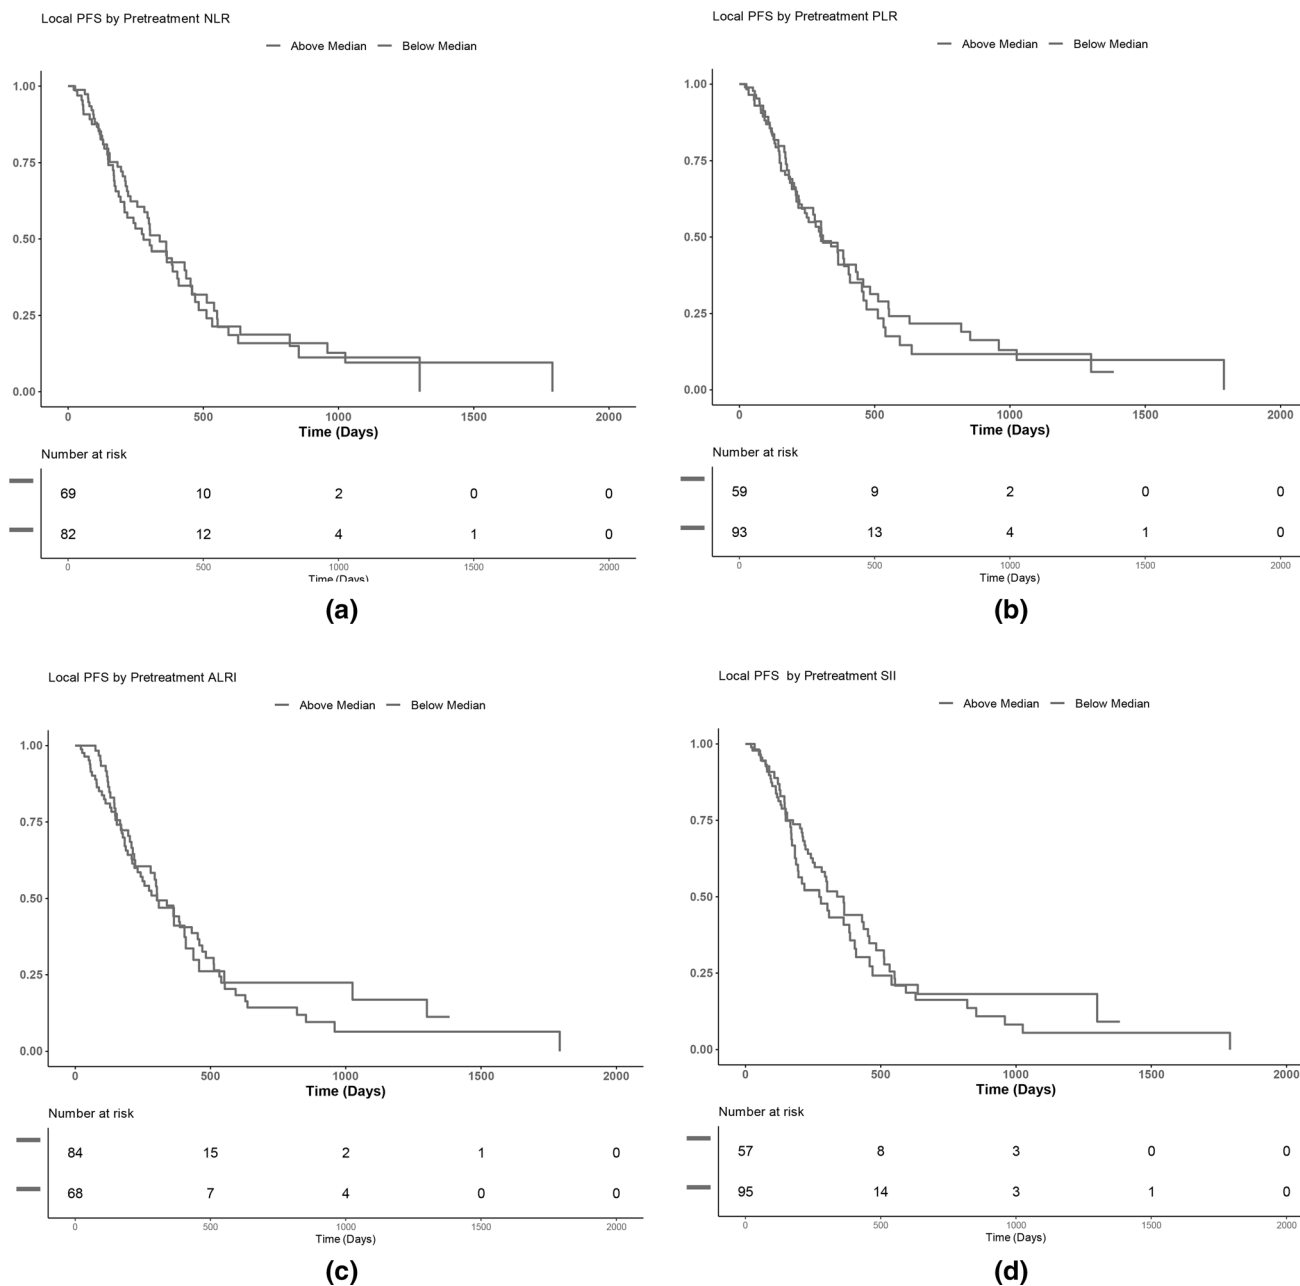 Local PFS by Pretreatment NLR
Above Median Below Median
1.00
0.75
0.50
0.25
0.00
0 500 1000 1500 2000
Time (Days)
Number at risk
69 10 2 0 0
82 12 4 1 0
0 500 1000 1500 2000
Time (Days)
(a)
Local PFS by Pretreatment PLR
Above Median Below Median
1.00
0.75
0.50
0.25
0.00
0 500 1000 1500 2000
Time (Days)
Number at risk
59 9 2 0 0
93 13 4 1 0
0 500 1000 1500 2000
Time (Days)
(b)
Local PFS by Pretreatment ALRI
Above Median Below Median
1.00
0.75
0.50
0.25
0.00
0 500 1000 1500 2000
Time (Days)
Number at risk
84 15 2 1 0
68 7 4 0 0
0 500 1000 1500 2000
Time (Days)
(c)
Local PFS by Pretreatment SII
Above Median Below Median
1.00
0.75
0.50
0.25
0.00
0 500 1000 1500 2000
Time (Days)
Number at risk
57 8 3 0 0
95 14 3 1 0
0 500 1000 1500 2000
Time (Days)
(d)